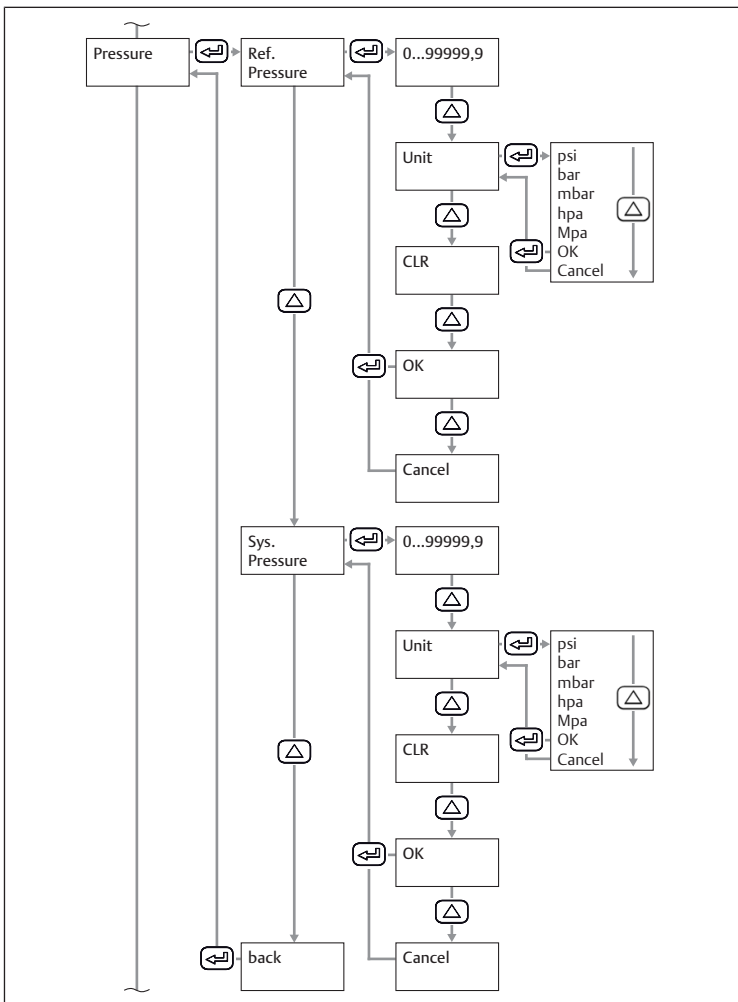 Pressure
Ref.
Pressure
0...99999,9
Unit
psi
bar
mbar
hpa
Mpa
OK
Cancel
CLR
OK
Cancel
Sys.
Pressure
0...99999,9
Unit
psi
bar
mbar
hpa
Mpa
OK
Cancel
CLR
OK
back
Cancel